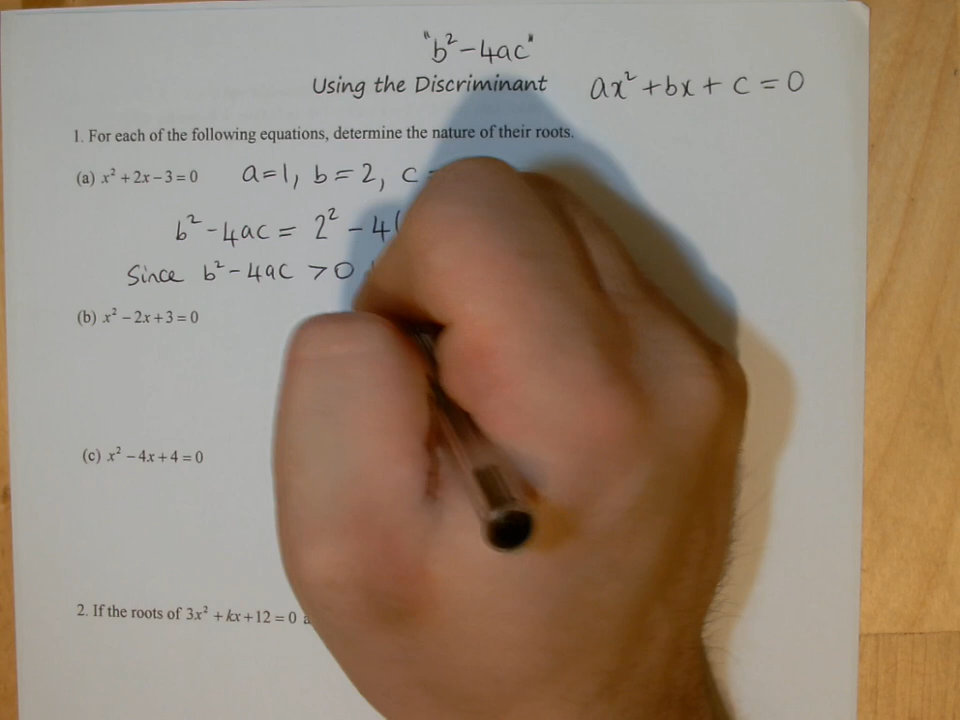 "b²-4ac"
Using the Discriminant ax²+bx+c=0
1. For each of the following equations, determine the nature of their roots.
(a) x²+2x-3=0 a=1, b=2, c
b²-4ac = 2²-4(
Since b²-4ac >0
(b) x²-2x+3=0
(c) x²-4x+4=0
2. If the roots of 3x²+kx+12=0